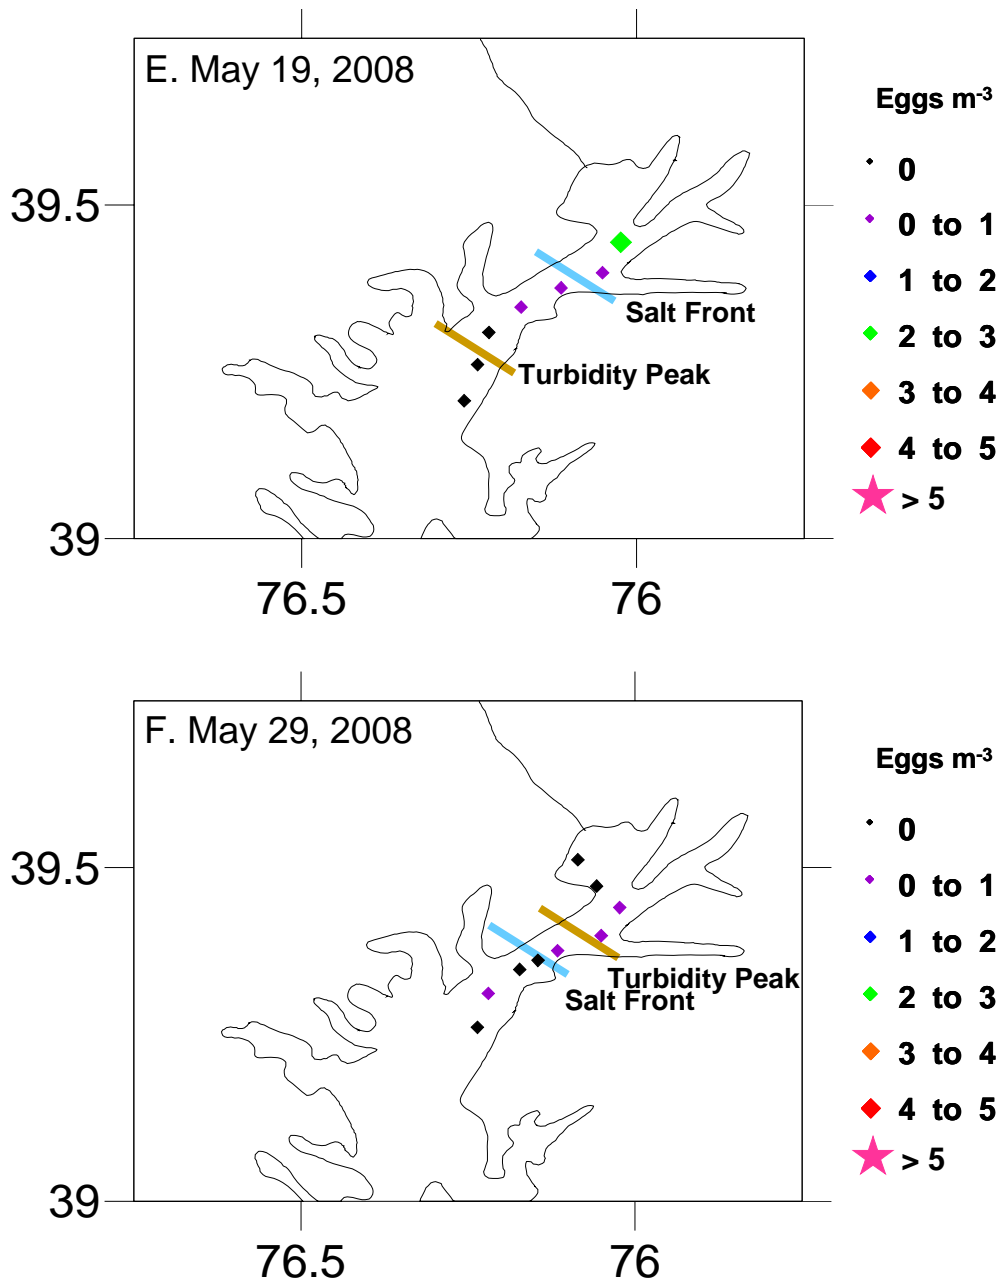 E. May 19, 2008
Eggs m-3
0
39.5
0 to 1
1 to 2
Salt Front
2 to 3
Turbidity Peak
3 to 4
4 to 5
> 5
39
76.5
76
F. May 29, 2008
Eggs m-3
0
39.5
0 to 1
1 to 2
Turbidity Peak
Salt Front
2 to 3
3 to 4
4 to 5
> 5
39
76.5
76